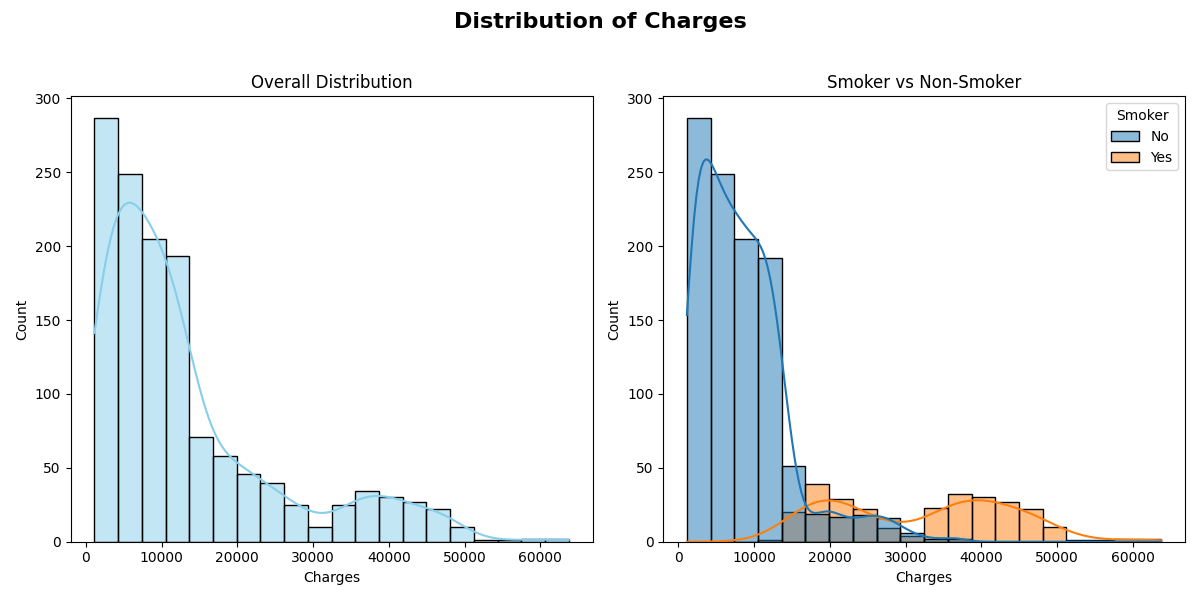 Distribution of Charges
Overall Distribution
300
250
200
150
100
50
0
Count
0 10000 20000 30000 40000 50000 60000
Charges
Smoker vs Non-Smoker
300
250
200
150
100
50
0
Count
Smoker
No
Yes
0 10000 20000 30000 40000 50000 60000
Charges